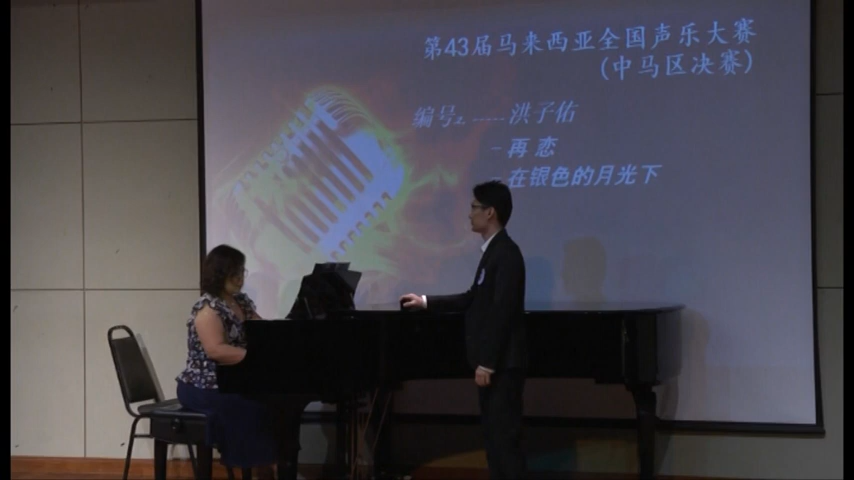 第43届马来西亚全国声乐大赛
(中马区决赛)
编号2. ----- 洪子佑
- 再 恋
- 在银色的月光下